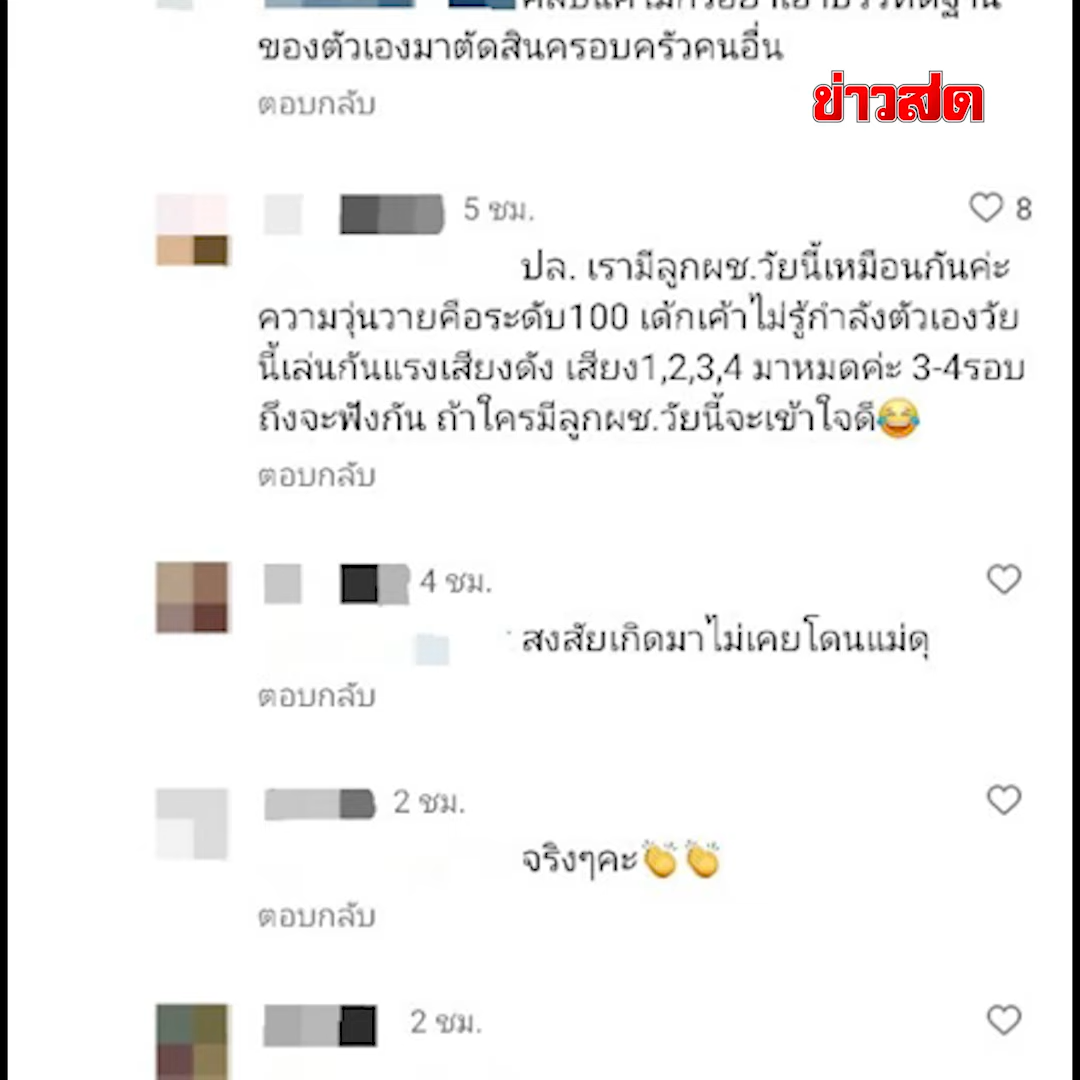 ของตัวเองมาตัดสินครอบครัวคนอื่น
ตอบกลับ
ข่าวสด
5 ชม.
8
ปล. เรามีลูกผช.วัยนี้เหมือนกันค่ะ
ความวุ่นวายคือระดับ100 เด้กเค้าไม่รู้กำลังตัวเองวัย
นี้เล่นกันแรงเสียงดัง เสียง1,2,3,4 มาหมดค่ะ 3-4รอบ
ถึงจะฟังกัน ถ้าใครมีลูกผช.วัยนี้จะเข้าใจดี😂
ตอบกลับ
4 ชม.
สงสัยเกิดมาไม่เคยโดนแม่ดุ
ตอบกลับ
2 ชม.
จริงๆคะ👏👏
ตอบกลับ
2 ชม.